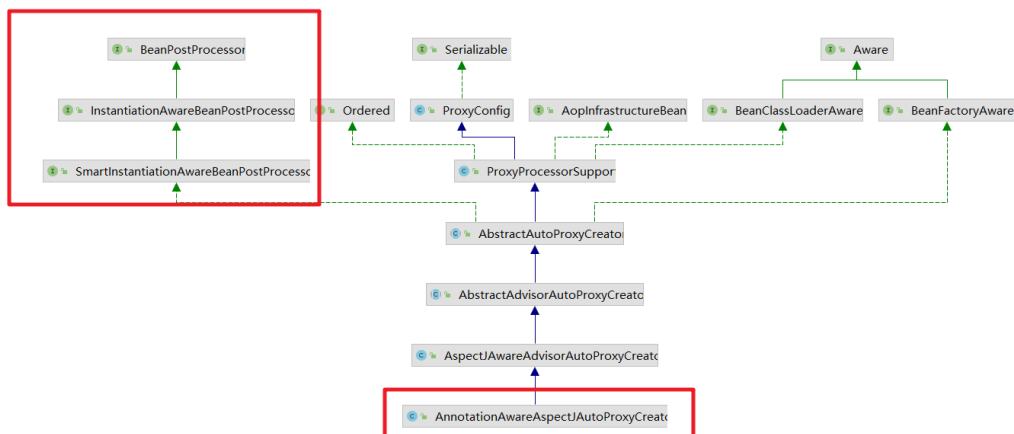 BeanPostProcessor
Serializable
Aware
InstantiationAwareBeanPostProcesso
Ordered
ProxyConfig
AopInfrastructureBean
BeanClassLoaderAware
BeanFactoryAware
SmartInstantiationAwareBeanPostProcesso
ProxyProcessorSuppor
AbstractAutoProxyCreato
AbstractAdvisorAutoProxyCreato
AspectJAwareAdvisorAutoProxyCreato
AnnotationAwareAspectJAutoProxyCreato